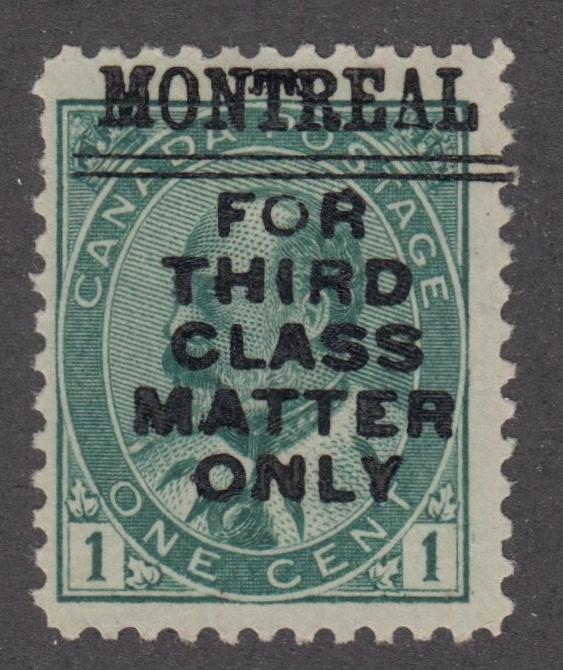 MONTREAL
CANADA POSTAGE
FOR
THIRD
CLASS
MATTER
ONLY
ONE CENT
1 1